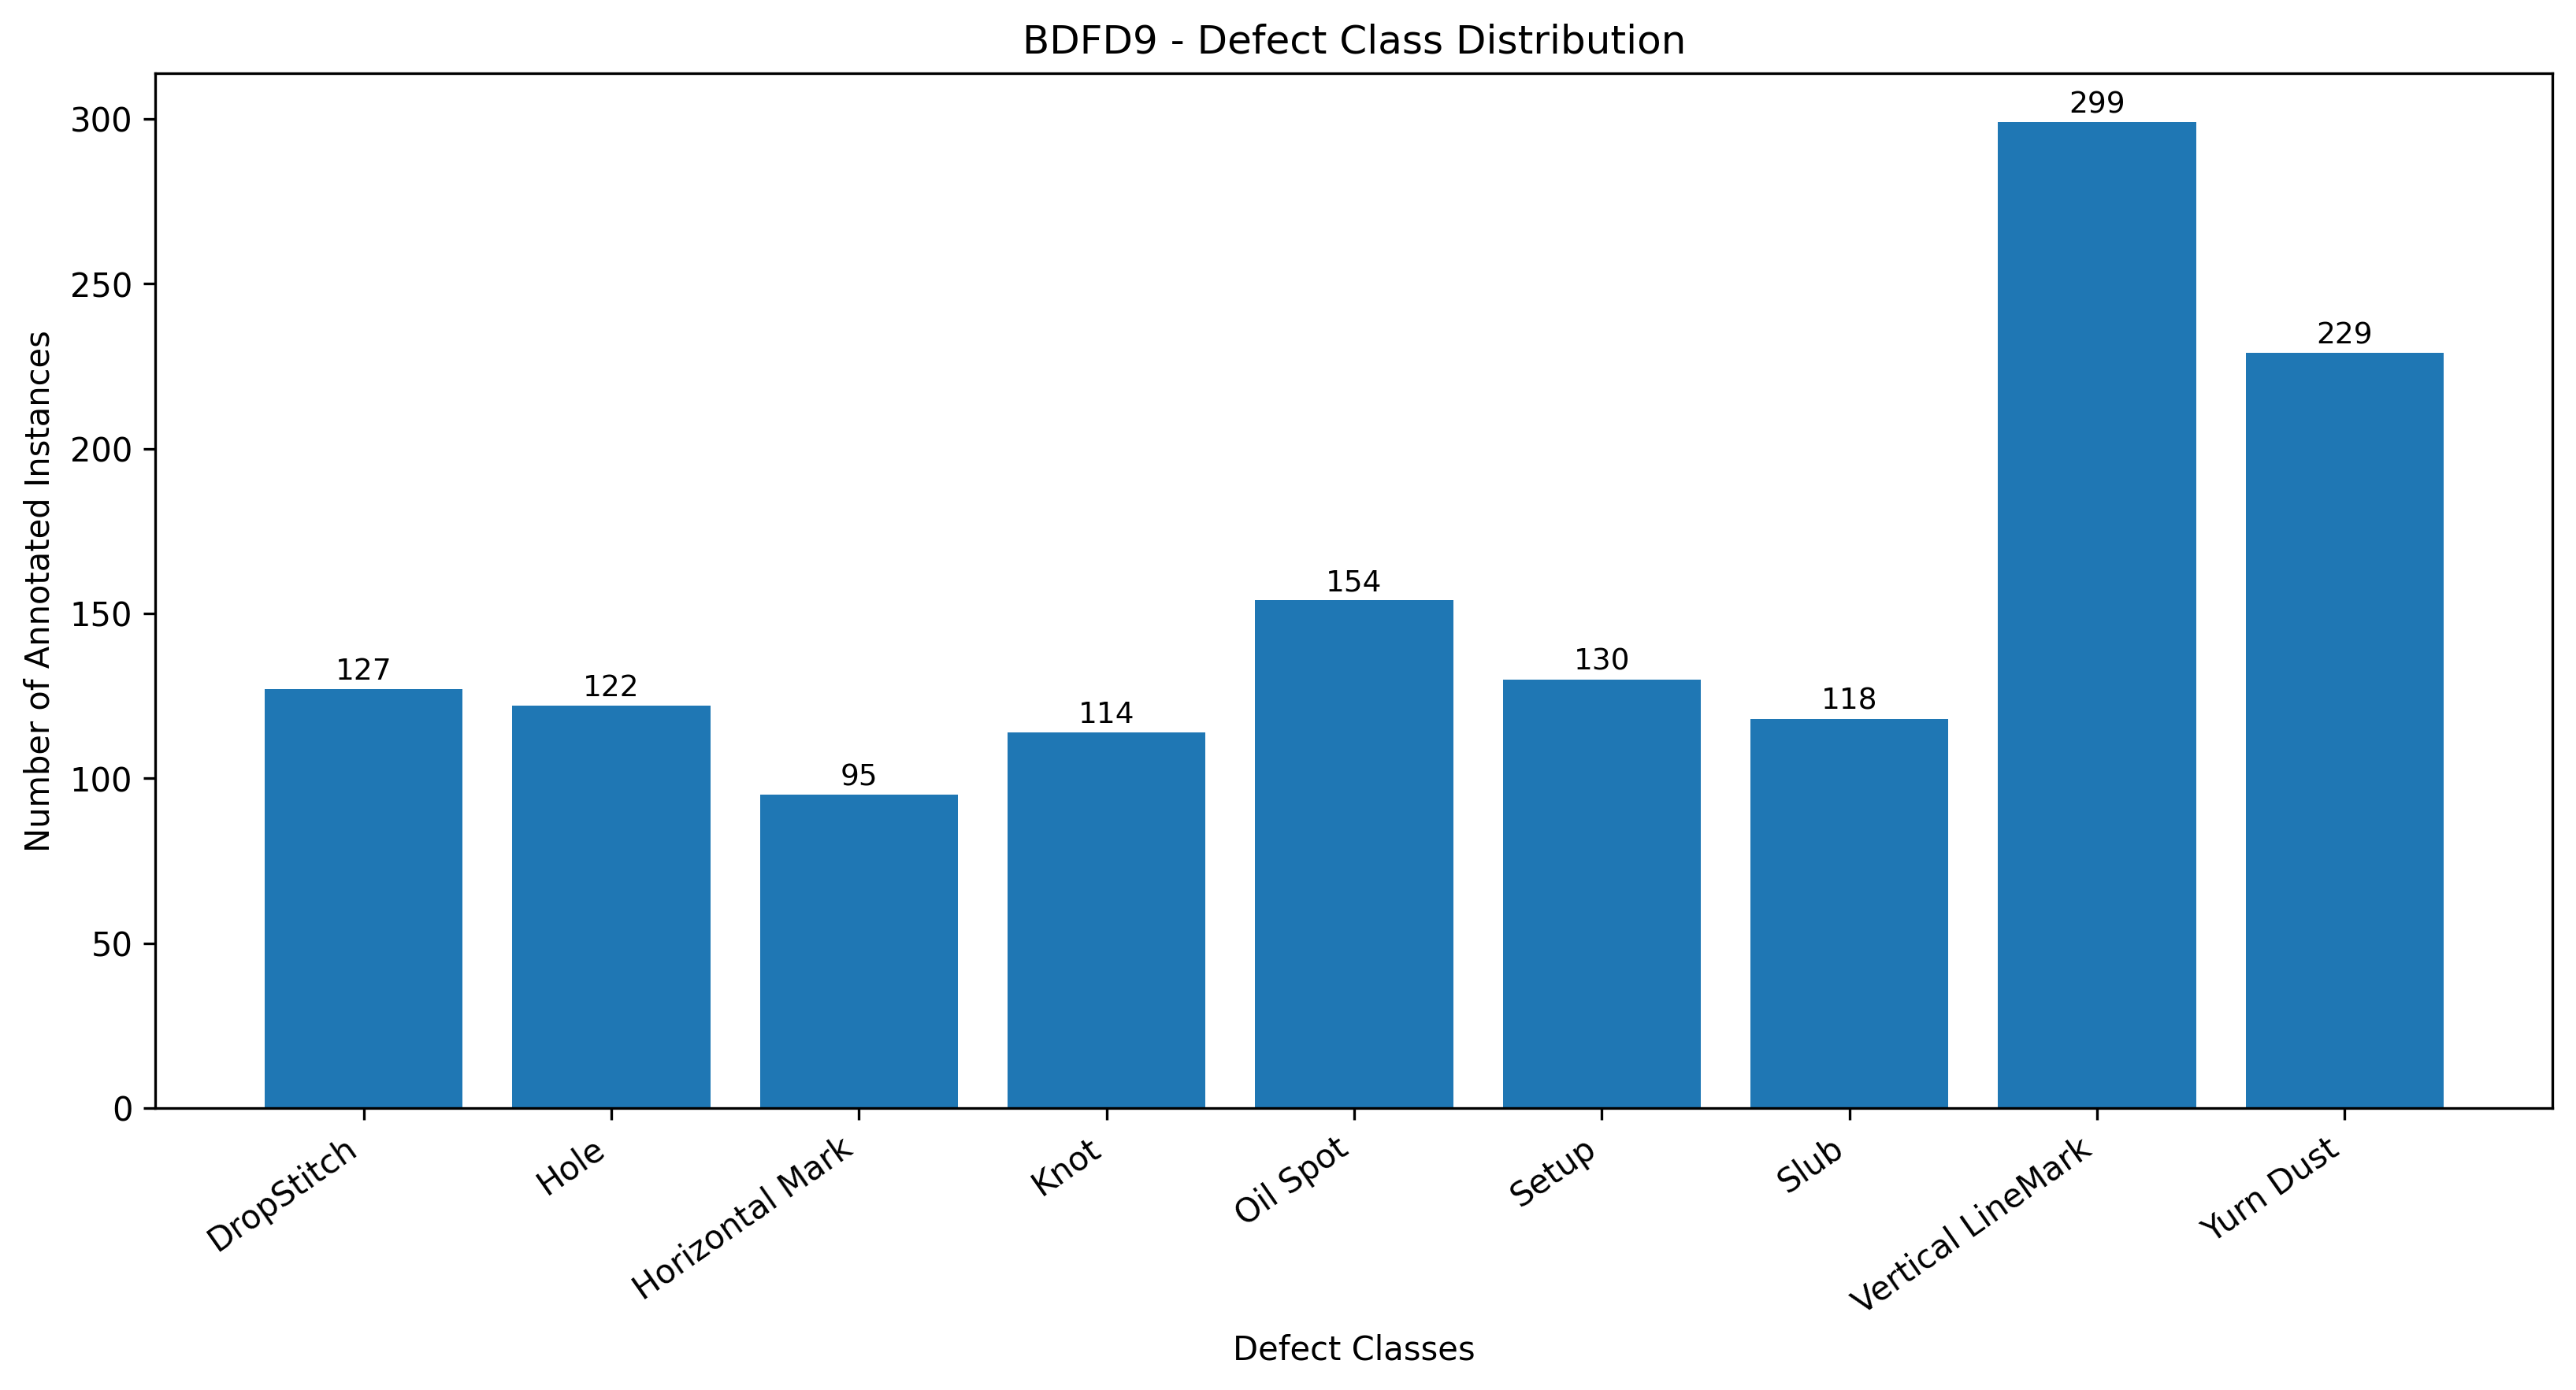 BDFD9 - Defect Class Distribution
Number of Annotated Instances
300
250
200
150
100
50
0
127
122
95
114
154
130
118
299
229
DropStitch
Hole
Horizontal Mark
Knot
Oil Spot
Setup
Slub
Vertical LineMark
Yurn Dust
Defect Classes